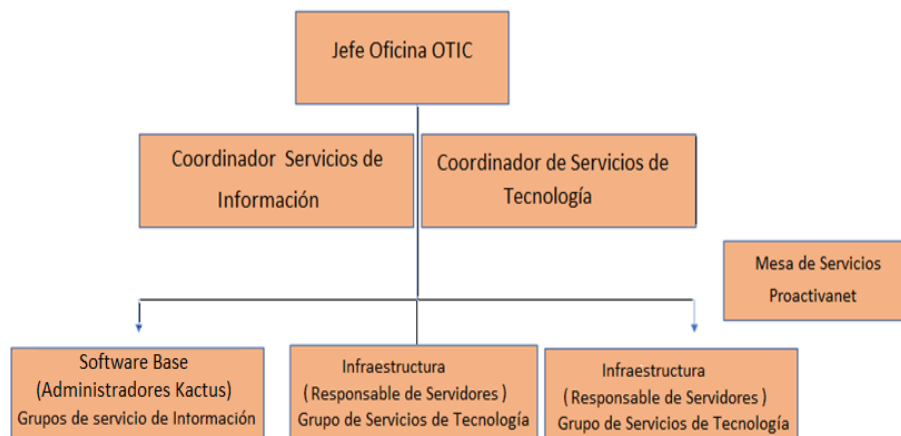 Jefe Oficina OTIC
Coordinador Servicios de
Información
Coordinador de Servicios de
Tecnología
Mesa de Servicios
Proactivanet
Software Base
(Administradores Kactus)
Grupos de servicio de Información
Infraestructura
( Responsable de Servidores )
Grupo de Servicios de Tecnología
Infraestructura
( Responsable de Servidores )
Grupo de Servicios de Tecnología